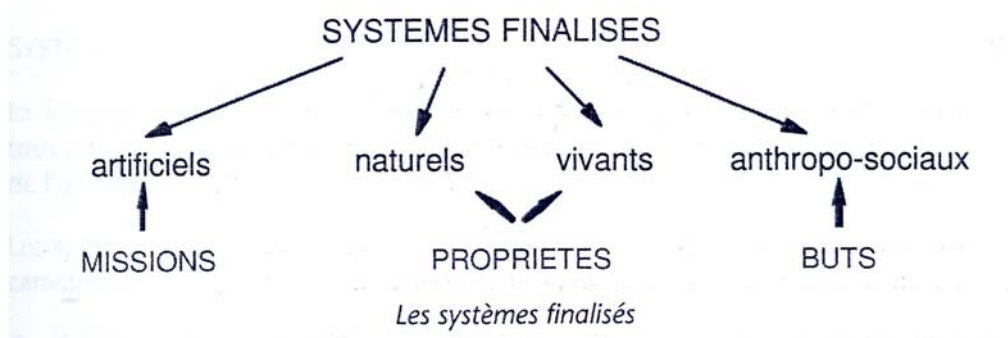 SYSTEMES FINALISES
artificiels naturels vivants anthropo-sociaux
MISSIONS PROPRIETES BUTS
Les systèmes finalisés